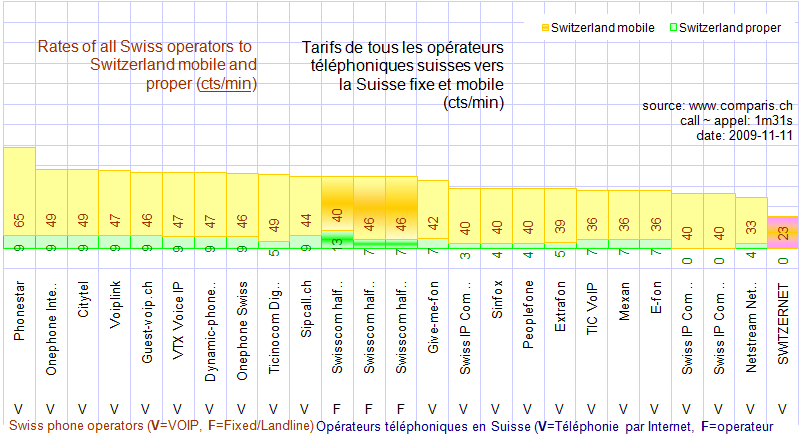 Switzerland mobile Switzerland proper
Rates of all Swiss operators to
Switzerland mobile and
proper (cts/min)
Tarifs de tous les opérateurs
téléphoniques suisses vers
la Suisse fixe et mobile
(cts/min)
source: www.comparis.ch
call ~ appel: 1m31s
date: 2009-11-11
65 49 49 47 46 47 47 46 49 44 40 46 46 42 40 40 40 39 36 36 36 40 40 33 23
9 9 9 9 9 9 9 9 5 9 13 7 7 7 3 4 4 5 7 7 7 0 0 4 0
Phonestar
Onephone Inte..
Citytel
Voiplink
Guest-voip.ch
VTX Voice IP
Dynamic-phone..
Onephone Swiss
Ticinocom Dig..
Sipcall.ch
Swisscom half..
Swisscom half..
Swisscom half..
Give-me-fon
Swiss IP Com ..
Sinfox
Peoplefone
Extrafon
TIC VoIP
Mexan
E-fon
Swiss IP Com ..
Swiss IP Com ..
Netstream Net..
SWITZERNET
V V V V V V V V V V F F F V V V V V V V V V V V V
Swiss phone operators (V=VOIP, F=Fixed/Landline) Opérateurs téléphoniques en Suisse (V=Téléphonie par Internet, F=operateur